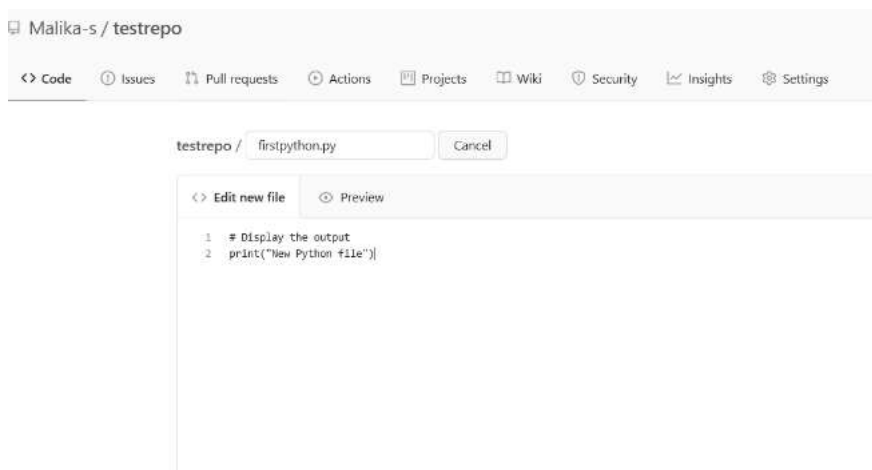 Malika-s / testrepo
<> Code Issues Pull requests Actions Projects Wiki Security Insights Settings
testrepo / firstpython.py Cancel
<> Edit new file Preview
1 # Display the output
2 print("New Python file")